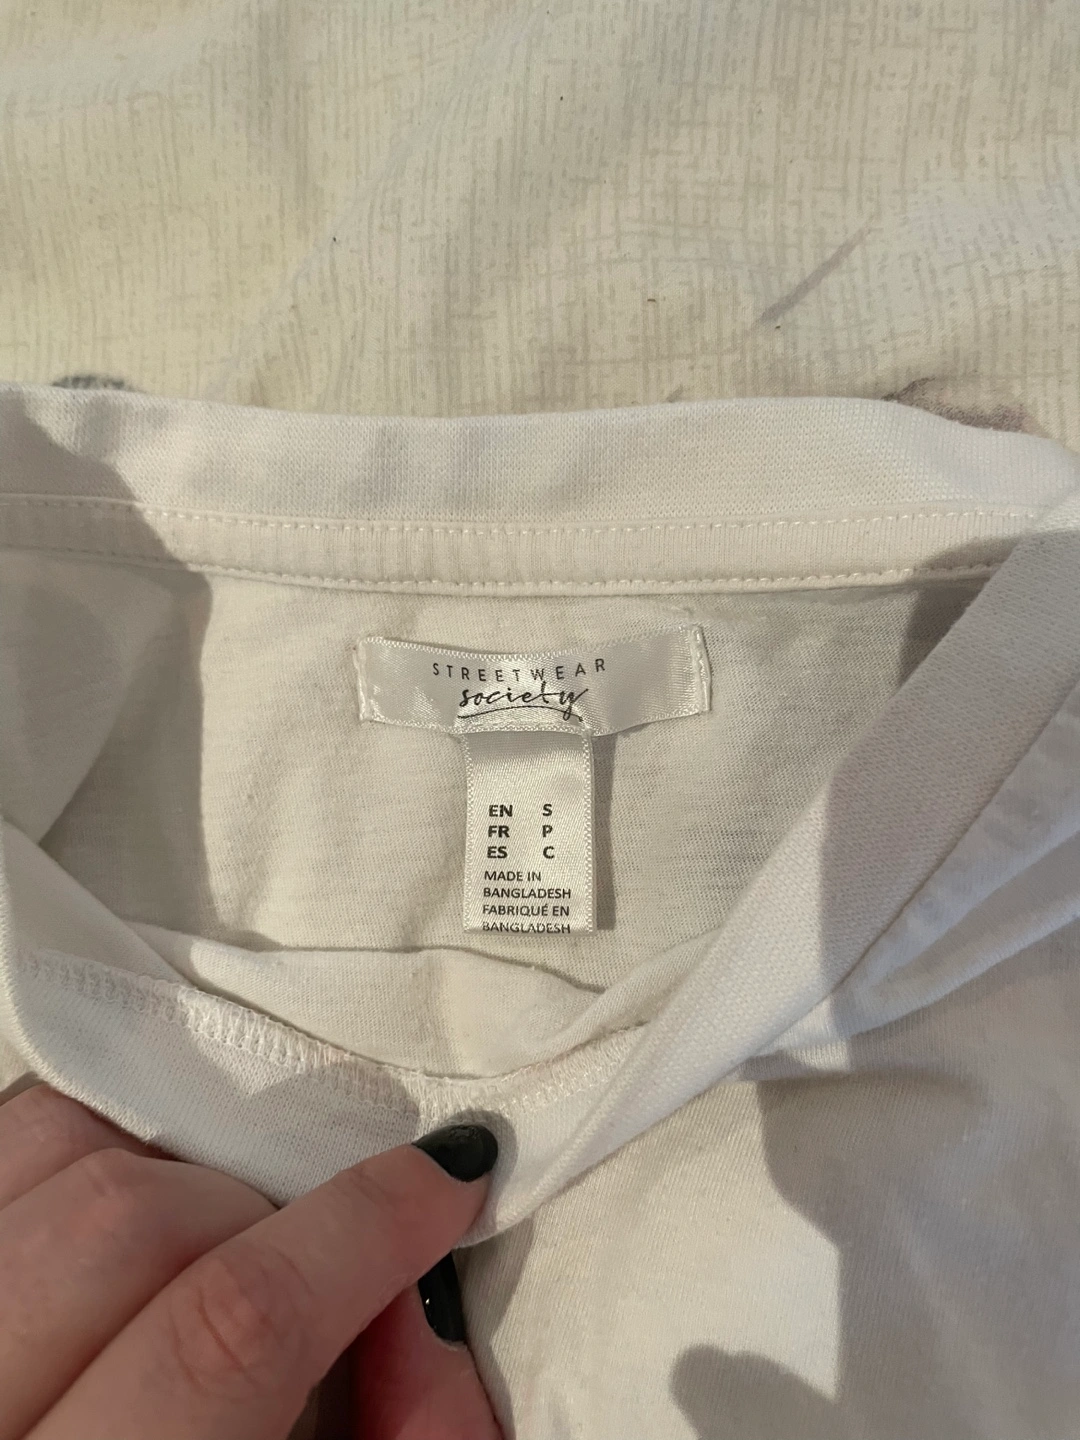 STREETWEAR
society
EN S
FR P
ES C
MADE IN
BANGLADESH
FABRIQUÉ EN
BANGLADESH